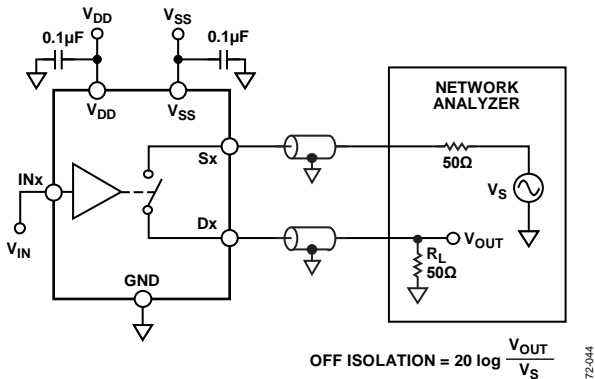 VDD
VSS
0.1µF
0.1µF
VDD
VSS
NETWORK
ANALYZER
Sx
50Ω
INx
VS
Dx
VOUT
VIN
RL
50Ω
GND
OFF ISOLATION = 20 log VOUT
VS
72-044